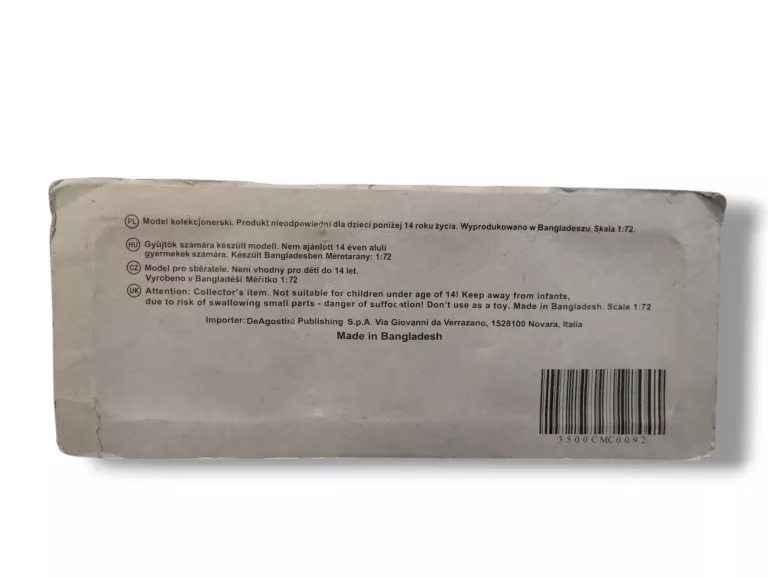 PL Model kolekcjonerski. Produkt nieodpowiedni dla dzieci poniżej 14 roku życia. Wyprodukowano w Bangladeszu Skala 1:72.
HU Gyűjtők számára készült modell. Nem ajánlott 14 éven aluli
gyermekek számára. Készült Bangladesben Méretarány: 1:72
CZ Model pro sběratele. Není vhodný pro děti do 14 let.
Vyrobeno v Bangladéši Měřítko 1:72
UK Attention: Collector's item. Not suitable for children under age of 14! Keep away from infants,
due to risk of swallowing small parts - danger of suffocation! Don't use as a toy. Made in Bangladesh. Scale 1:72
Importer: DeAgostini Publishing S.p.A. Via Giovanni da Verrazano, 1528100 Novara, Italia
Made in Bangladesh
3500CMC0092